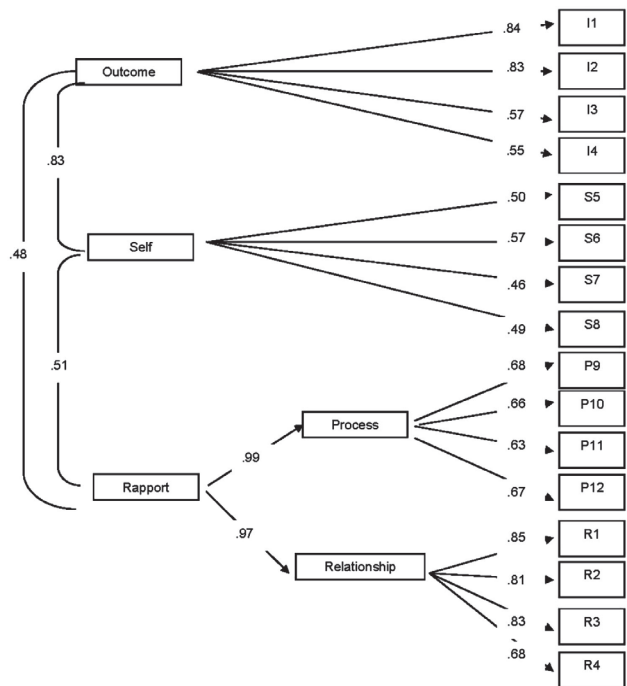 .84 I1
Outcome .83 I2
.57 I3
.55 I4
.83
.50 S5
Self .57 S6
.48
.46 S7
.49 S8
.51
.68 P9
.66 P10
Process
.63 P11
.99
Rapport .67 P12
.97
.85 R1
Relationship .81 R2
.83 R3
.68 R4